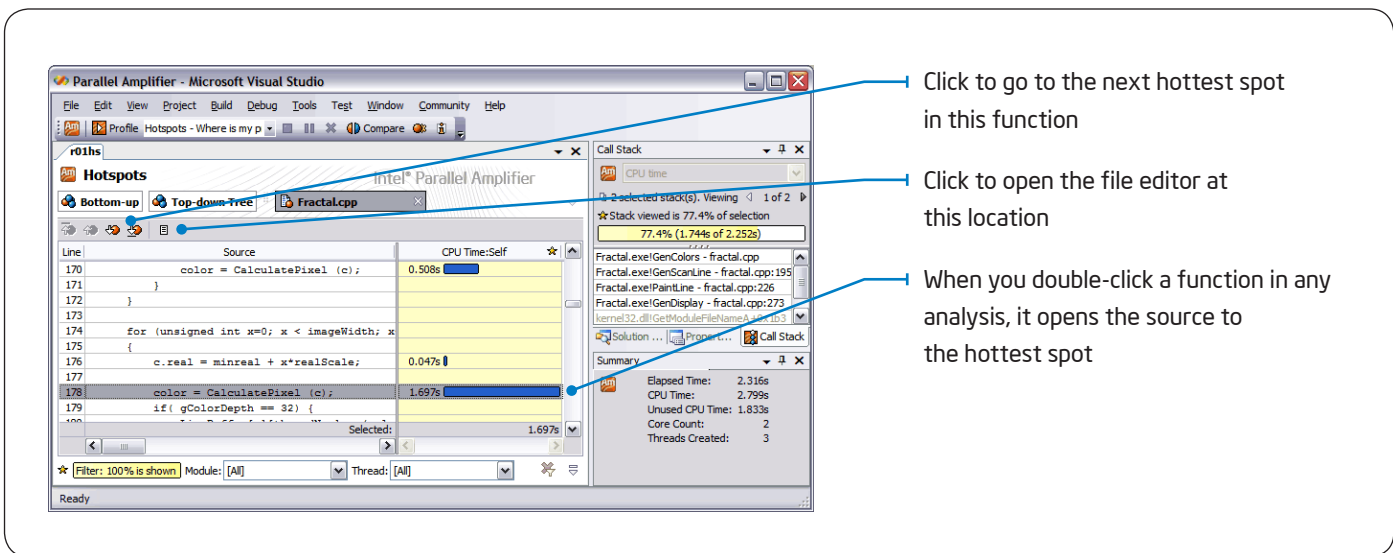 Parallel Amplifier - Microsoft Visual Studio
File Edit View Project Build Debug Tools Test Window Community Help
Profile Hotspots - Where is my p Compare
r01hs
Hotspots
Intel® Parallel Amplifier
Bottom-up Top-down Tree Fractal.cpp
Line Source CPU Time:Self
170 color = CalculatePixel (c); 0.508s
171 }
172 }
173
174 for (unsigned int x=0; x < imageWidth; x
175 {
176 c.real = minreal + x*realScale; 0.047s
177
178 color = CalculatePixel (c); 1.697s
179 if( gColorDepth == 32) {
Selected: 1.697s
Filter: 100% is shown Module: [All] Thread: [All]
Ready
Call Stack
CPU time
2 selected stack(s). Viewing 1 of 2
Stack viewed is 77.4% of selection
77.4% (1.744s of 2.252s)
Fractal.exe!GenColors - fractal.cpp
Fractal.exe!GenScanLine - fractal.cpp:195
Fractal.exe!PaintLine - fractal.cpp:226
Fractal.exe!GenDisplay - fractal.cpp:273
kernel32.dll!GetModuleFileNameA+0x1b3
Solution ... Propert... Call Stack
Summary
Elapsed Time: 2.316s
CPU Time: 2.799s
Unused CPU Time: 1.833s
Core Count: 2
Threads Created: 3
Click to go to the next hottest spot
in this function
Click to open the file editor at
this location
When you double-click a function in any
analysis, it opens the source to
the hottest spot